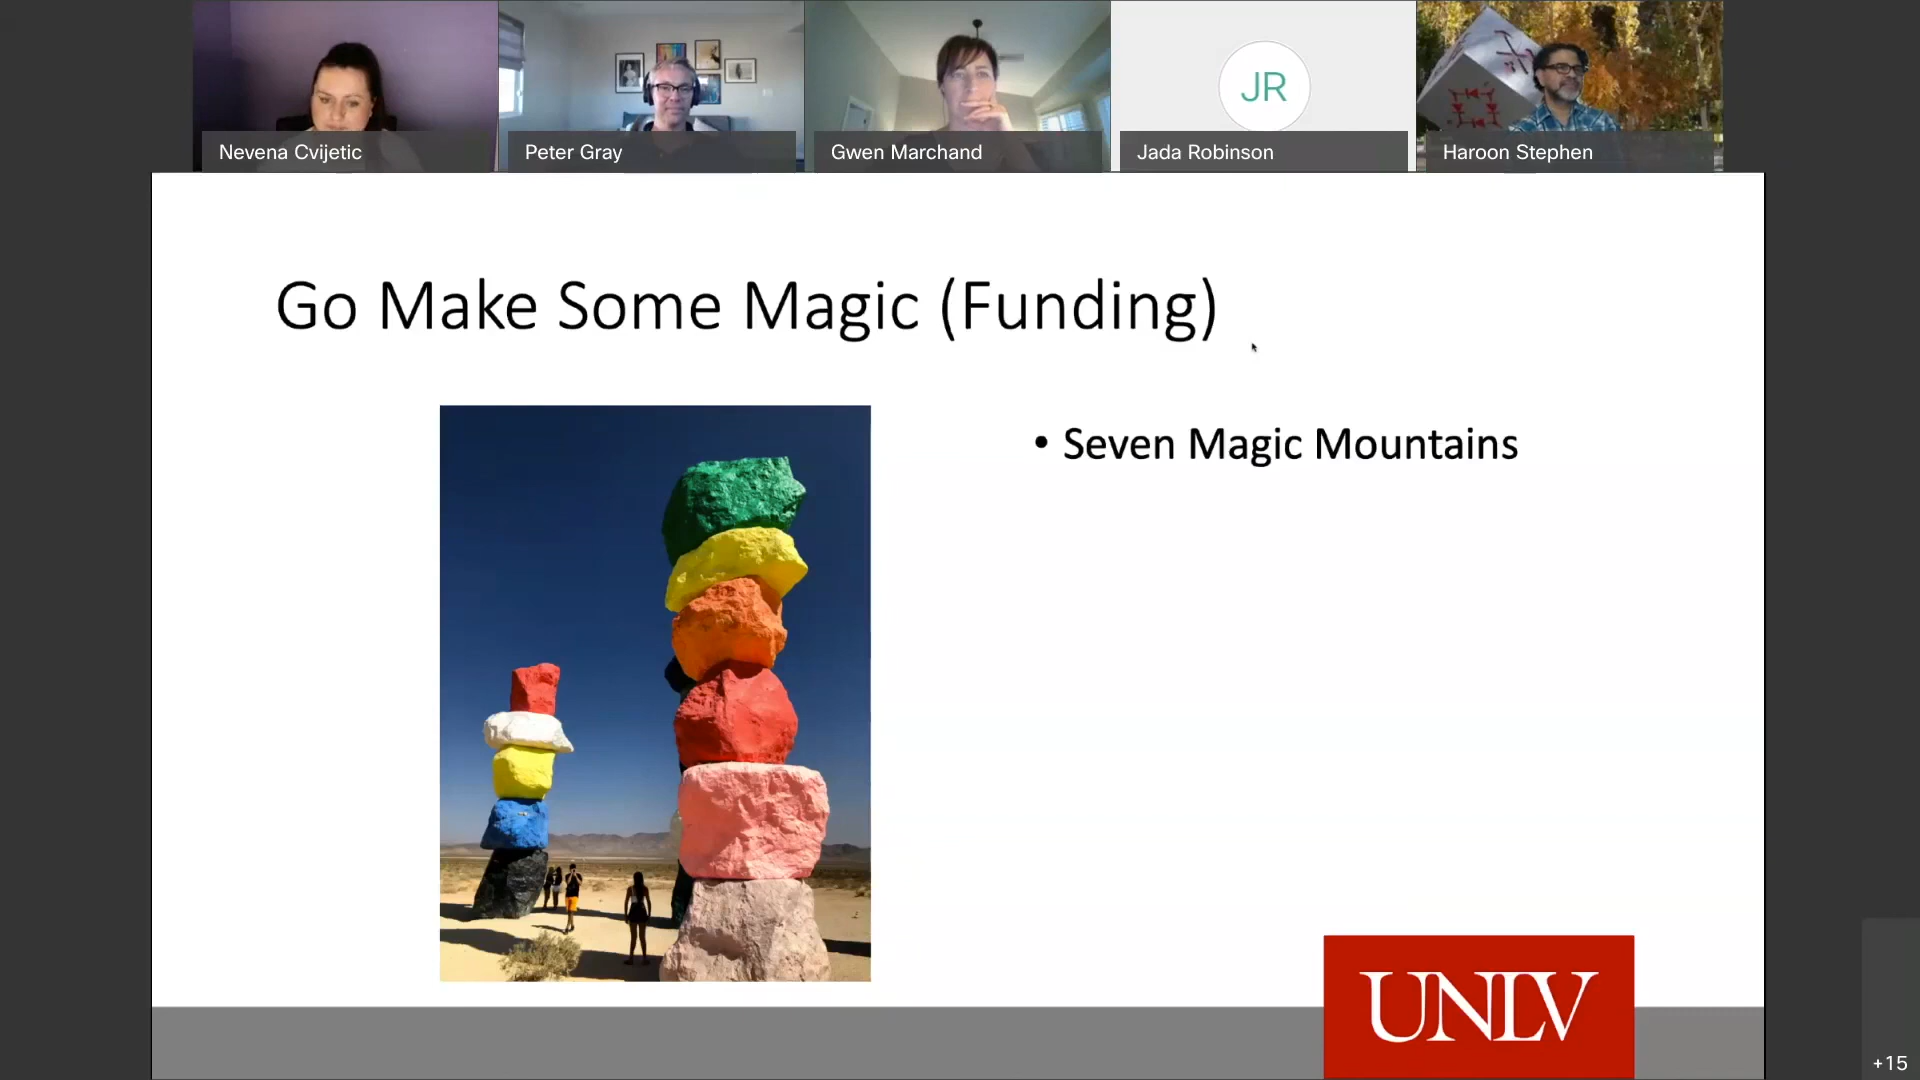 Nevena Cvijetic
Peter Gray
Gwen Marchand
JR
Jada Robinson
Haroon Stephen
Go Make Some Magic (Funding)
• Seven Magic Mountains
UNLV
+15